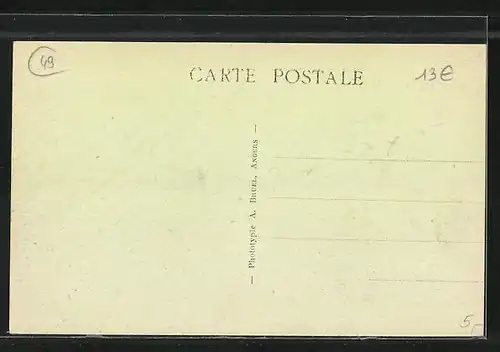 49
CARTE POSTALE
13€
— Phototypie A. Bruel, Angers —
5,-